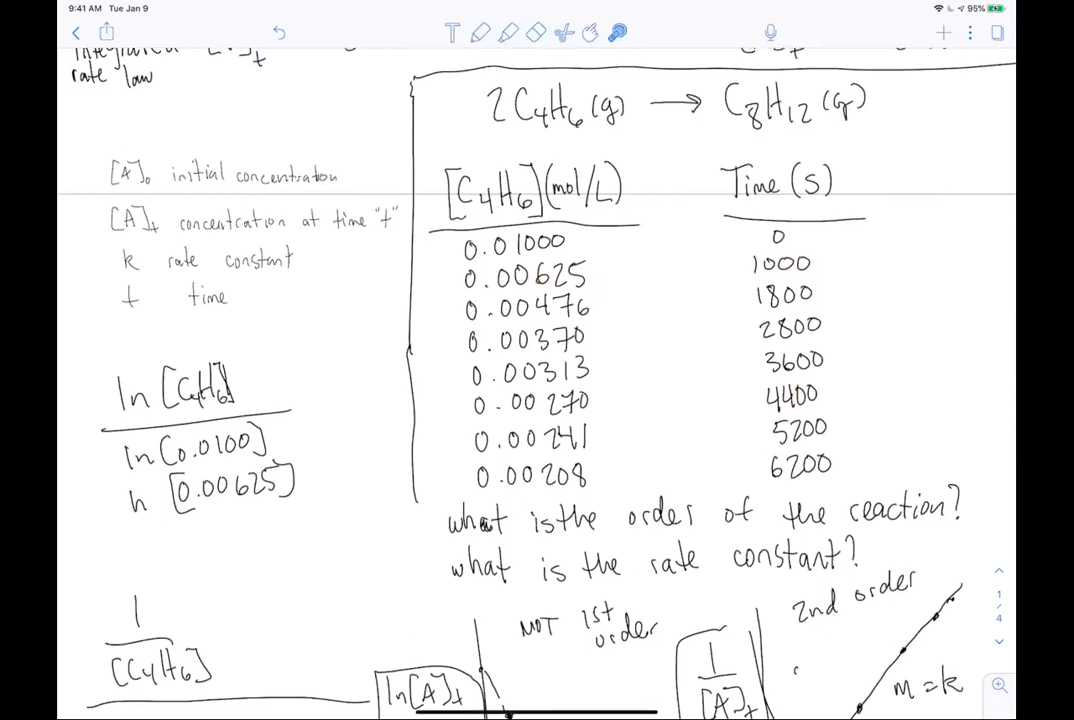 9:41 AM Tue Jan 9
95%
rate law
[A]₀ initial concentration
[A]t concentration at time "t"
k rate constant
t time
ln [C₄H₆]
ln [0.0100]
ln [0.00625]
1
[C₄H₆]
2C₄H₆ (g) → C₈H₁₂ (g)
[C₄H₆] (mol/L) Time (s)
0.01000 0
0.00625 1000
0.00476 1800
0.00370 2800
0.00313 3600
0.00270 4400
0.00241 5200
0.00208 6200
what is the order of the reaction?
what is the rate constant?
NOT 1st order
ln[A]t
2nd order
1
[A]t
m = k
1
/
4